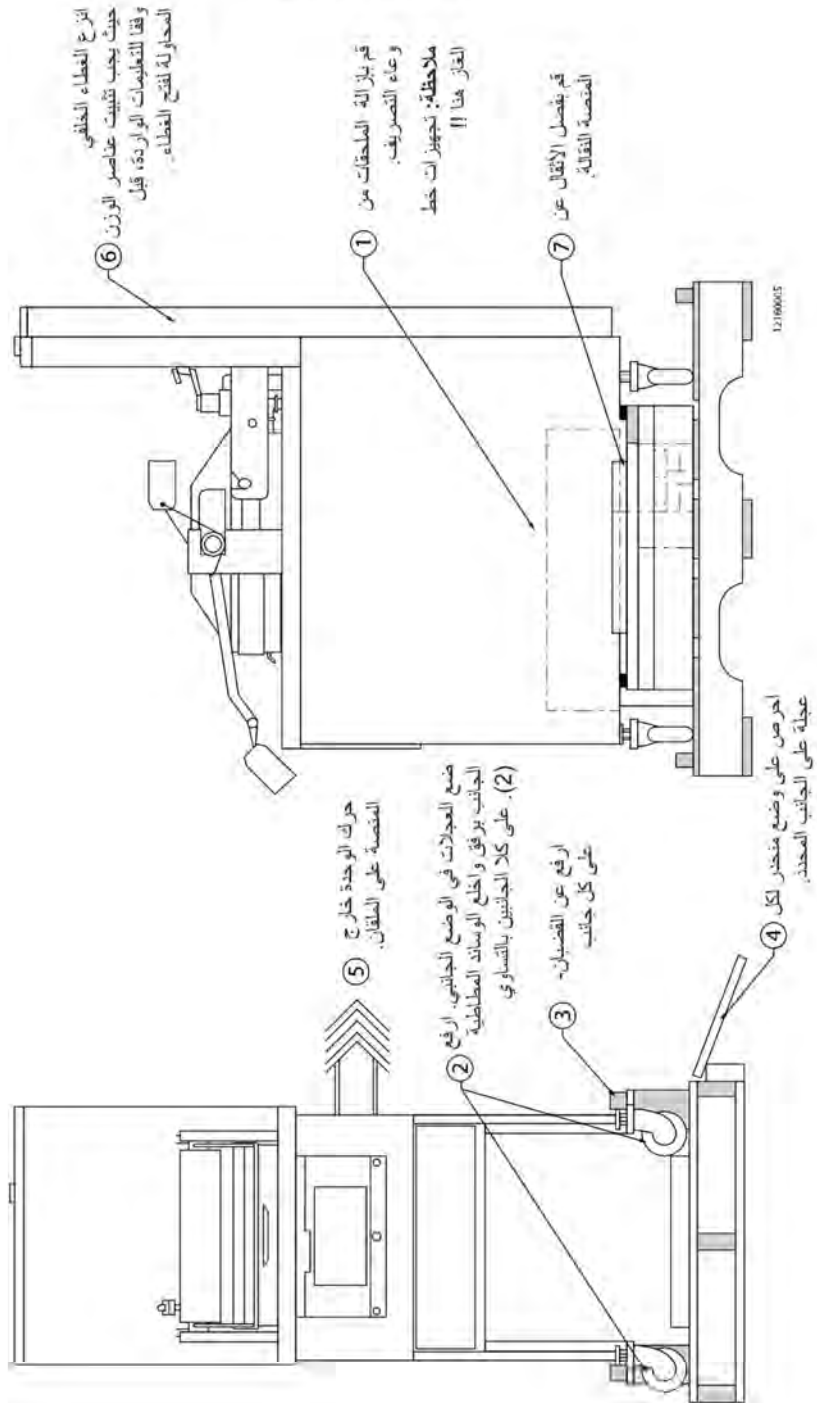 انزع الغطاء الخلفي
حيث يجب تثبيت عناصر الوزن
وفقا للتعليمات الواردة، قبل
المحاولة لفتح الغطاء.
6
قم بإزالة الملحقات من
وعاء التصريف.
ملاحظة: تجهيزات خط
الغاز هنا !!
1
قم بفصل الأثقال عن
المنصة النقالة.
7
12160005
حرك الوحدة خارج
المنصة على الملقان.
5
ضع العجلات في الوضع الجانبي. ارفع
الجانب برفق واخلع الوسائد المطاطية
(2). على كلا الجانبين بالتساوي
2
ارفع عن القضبان-
على كل جانب
3
احرص على وضع منحدر لكل
عجلة على الجانب المحدد.
4